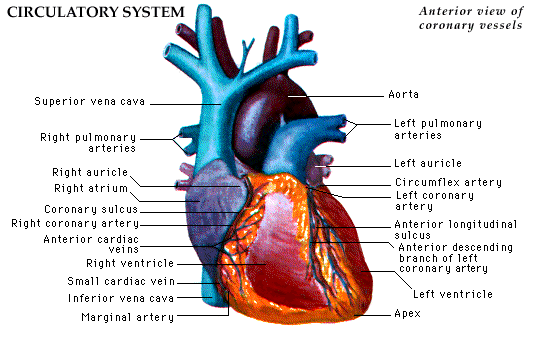 CIRCULATORY SYSTEM
Anterior view of
coronary vessels
Superior vena cava
Right pulmonary
arteries
Right auricle
Right atrium
Coronary sulcus
Right coronary artery
Anterior cardiac
veins
Right ventricle
Small cardiac vein
Inferior vena cava
Marginal artery
Aorta
Left pulmonary
arteries
Left auricle
Circumflex artery
Left coronary
artery
Anterior longitudinal
sulcus
Anterior descending
branch of left
coronary artery
Left ventricle
Apex